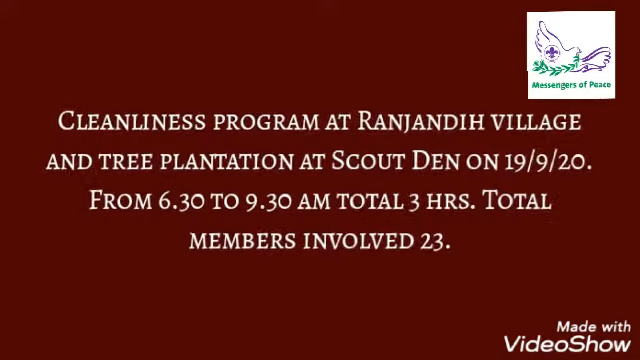 Messengers of Peace
Cleanliness program at Ranjandih village
and tree plantation at Scout Den on 19/9/20.
From 6.30 to 9.30 am total 3 hrs. Total
members involved 23.
Made with
VideoShow